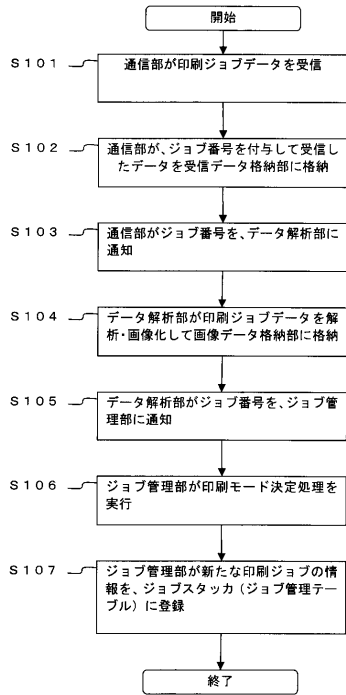 開始
S101
通信部が印刷ジョブデータを受信
S102
通信部が、ジョブ番号を付与して受信し
たデータを受信データ格納部に格納
S103
通信部がジョブ番号を、データ解析部に
通知
S104
データ解析部が印刷ジョブデータを解
析・画像化して画像データ格納部に格納
S105
データ解析部がジョブ番号を、ジョブ管
理部に通知
S106
ジョブ管理部が印刷モード決定処理を
実行
S107
ジョブ管理部が新たな印刷ジョブの情
報を、ジョブスタッカ（ジョブ管理テー
ブル）に登録
終了